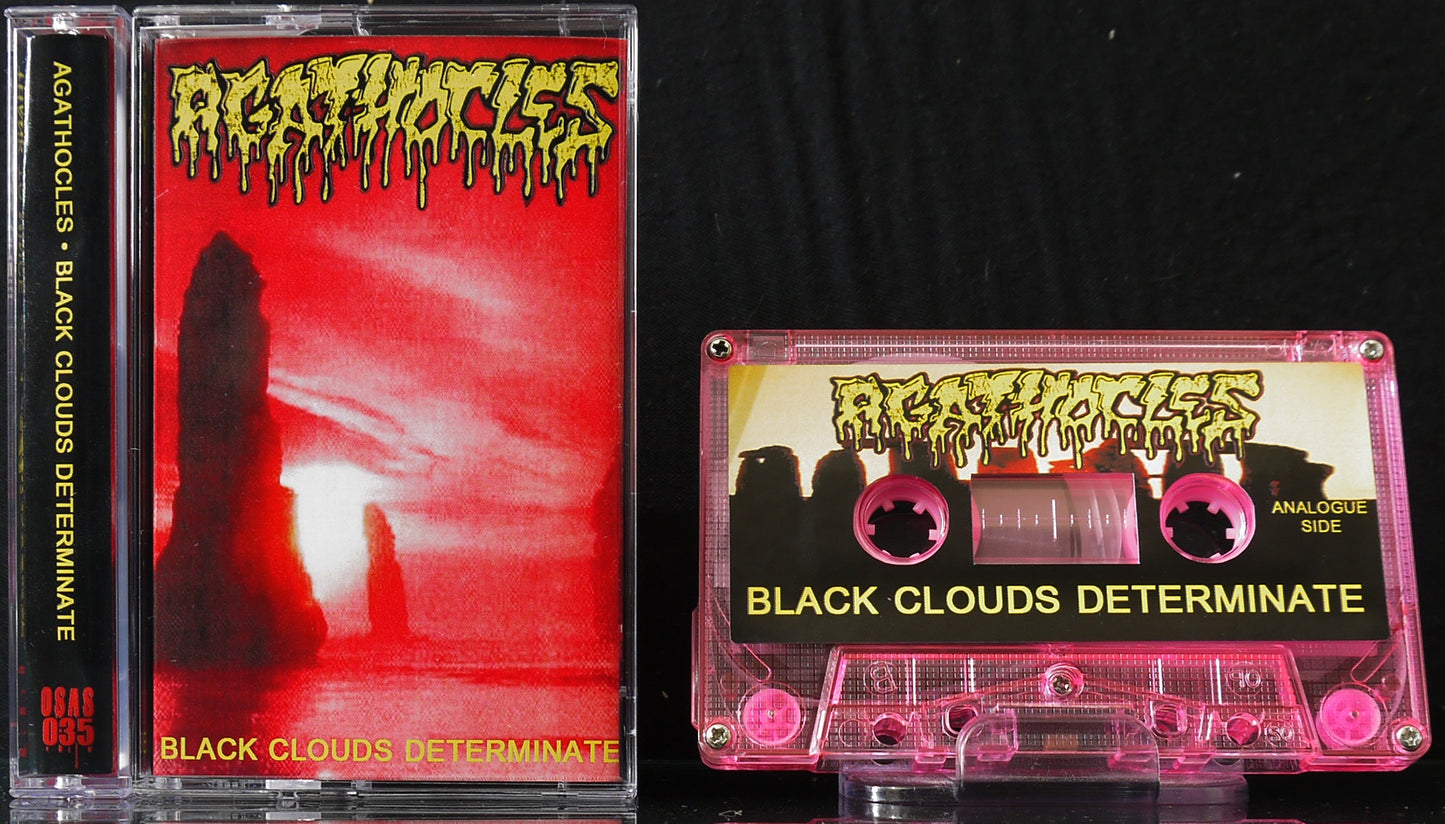 AGATHOCLES • BLACK CLOUDS DETERMINATE
OSAS
035
AGATHOCLES
BLACK CLOUDS DETERMINATE
AGATHOCLES
ANALOGUE
SIDE
BLACK CLOUDS DETERMINATE
B